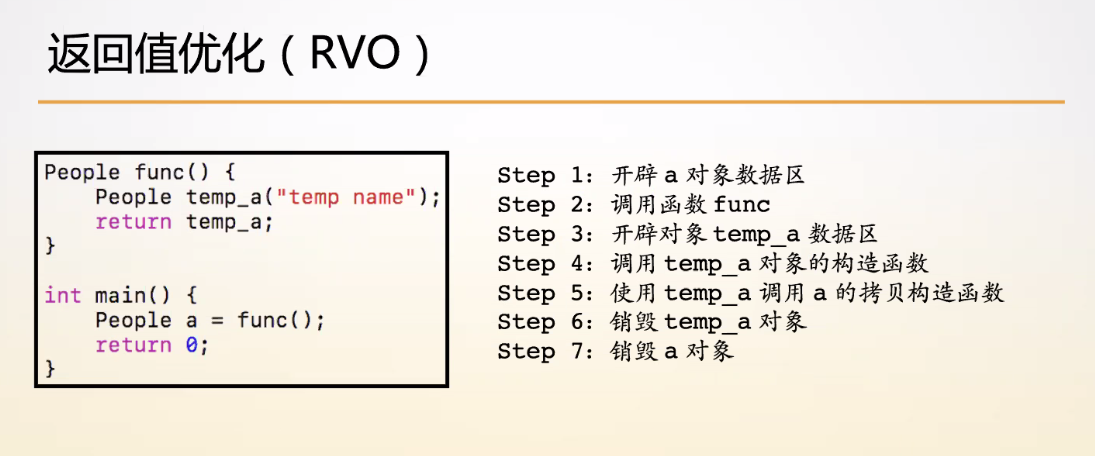 返回值优化（RVO）
People func() {
    People temp_a("temp name");
    return temp_a;
}
int main() {
    People a = func();
    return 0;
}
Step 1：开辟 a 对象数据区
Step 2：调用函数 func
Step 3：开辟对象 temp_a 数据区
Step 4：调用 temp_a 对象的构造函数
Step 5：使用 temp_a 调用 a 的拷贝构造函数
Step 6：销毁 temp_a 对象
Step 7：销毁 a 对象